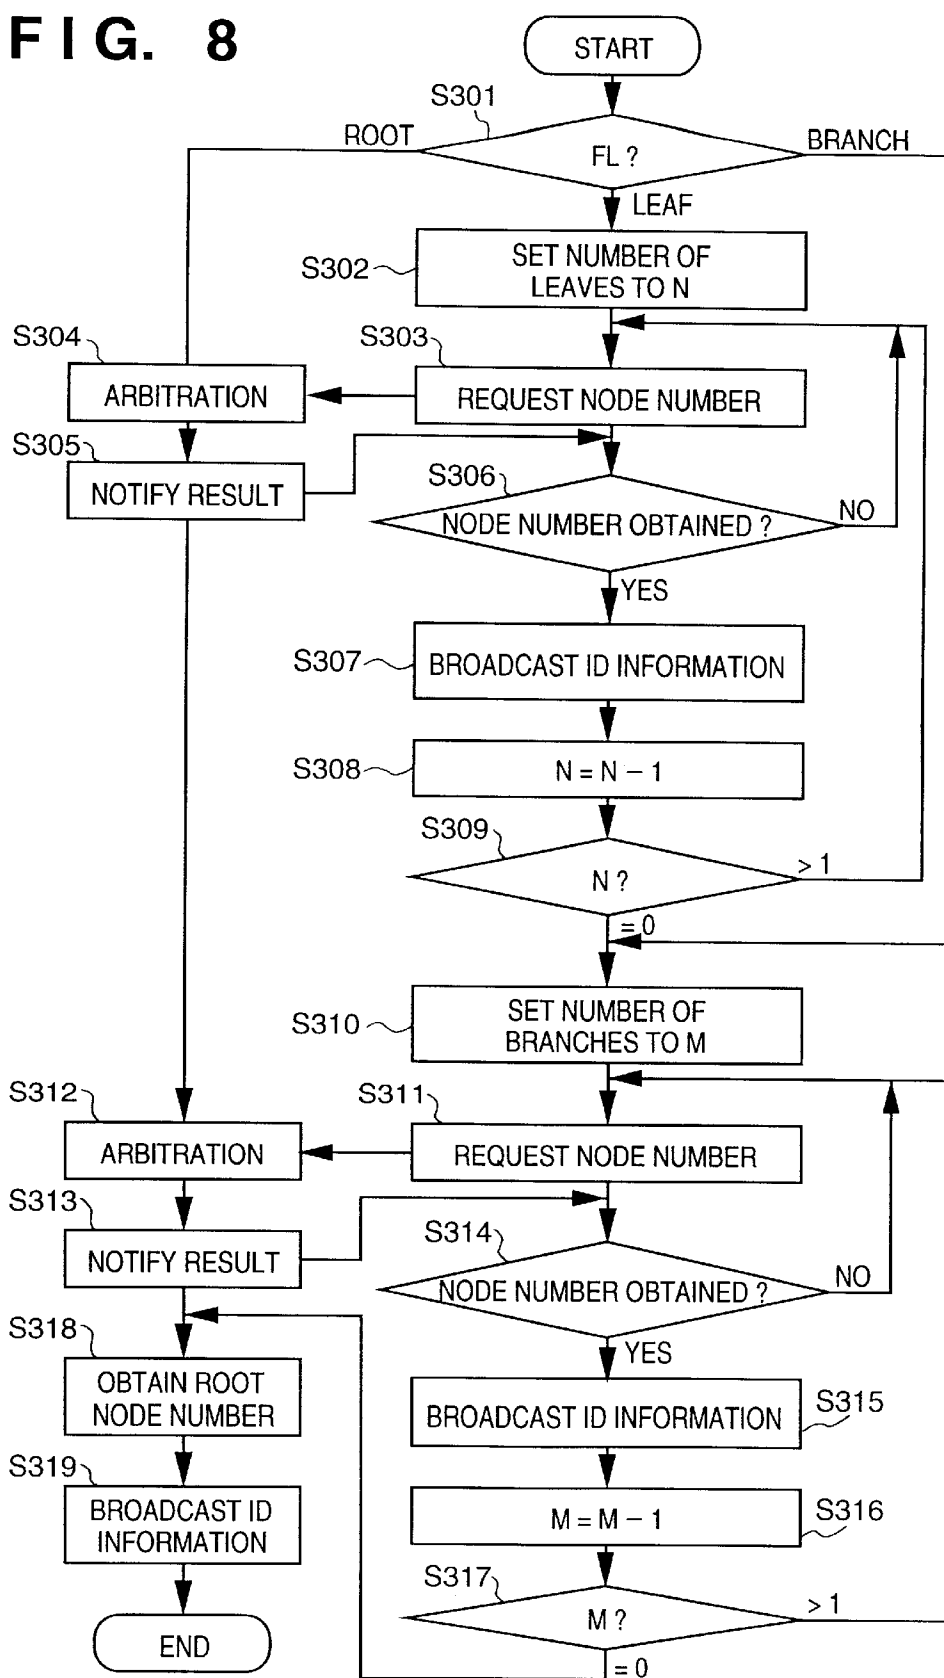 FIG. 8
START
S301
ROOT
FL ?
BRANCH
LEAF
S302
SET NUMBER OF
LEAVES TO N
S304
ARBITRATION
S303
REQUEST NODE NUMBER
S305
NOTIFY RESULT
S306
NODE NUMBER OBTAINED ?
NO
YES
S307
BROADCAST ID INFORMATION
S308
N = N – 1
S309
N ?
> 1
= 0
S310
SET NUMBER OF
BRANCHES TO M
S312
ARBITRATION
S311
REQUEST NODE NUMBER
S313
NOTIFY RESULT
S314
NODE NUMBER OBTAINED ?
NO
YES
S318
OBTAIN ROOT
NODE NUMBER
S315
BROADCAST ID INFORMATION
S319
BROADCAST ID
INFORMATION
S316
M = M – 1
S317
M ?
> 1
= 0
END